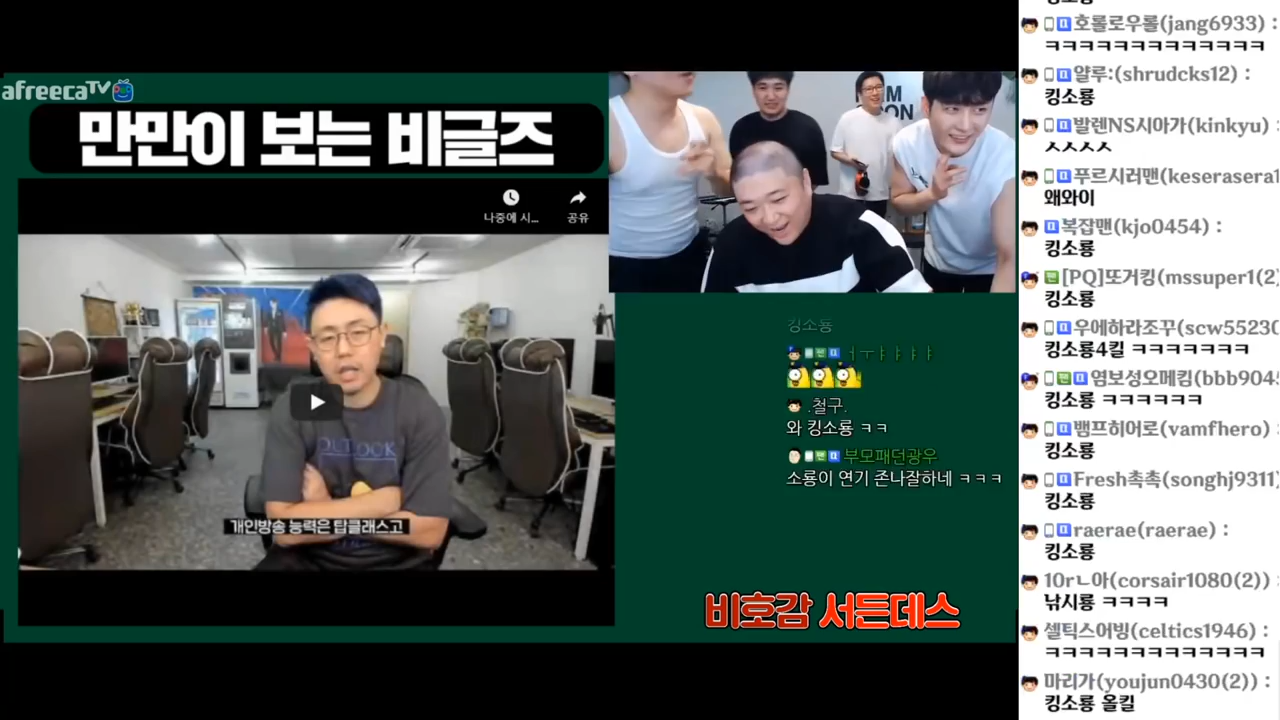 afreecaTV
만만이 보는 비글즈
나중에 시...
공유
OUTLOOK
개인방송 능력은 탑클래스고
킹소룡
ㅓㅜㅑㅑㅑㅑ
.철구.
와 킹소룡 ㅋㅋ
부모패던광우
소룡이 연기 존나잘하네 ㅋㅋㅋ
비호감 서든데스
호롤로우롤(jang6933) :
ㅋㅋㅋㅋㅋㅋㅋㅋㅋㅋㅋㅋㅋ
얄루:(shrudcks12) :
킹소룡
발렌NS시아가(kinkyu) :
ㅅㅅㅅㅅ
푸르시러맨(keserasera1
왜와이
복잡맨(kjo0454) :
킹소룡
[PQ]또거킹(mssuper1(2)
킹소룡
우에하라조꾸(scw55230
킹소룡4킬 ㅋㅋㅋㅋㅋㅋㅋ
염보성오메킴(bbb9045
킹소룡 ㅋㅋㅋㅋㅋㅋ
뱀프히어로(vamfhero) :
킹소룡
Fresh촉촉(songhj9311)
킹소룡
raerae(raerae) :
킹소룡
10rㄴ아(corsair1080(2)) :
낚시룡 ㅋㅋㅋㅋ
셀틱스어빙(celtics1946) :
ㅋㅋㅋㅋㅋㅋㅋㅋㅋㅋㅋㅋㅋ
마리가(youjun0430(2)) :
킹소룡 올킬